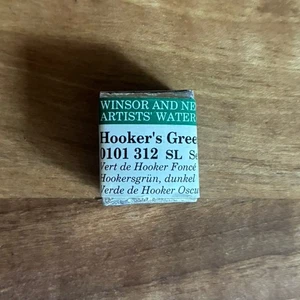 WINSOR AND NE
ARTISTS' WATER
Hooker's Gree
0101 312 SL Se
Vert de Hooker Foncé
Hookersgrün, dunkel
Verde de Hooker Oscu